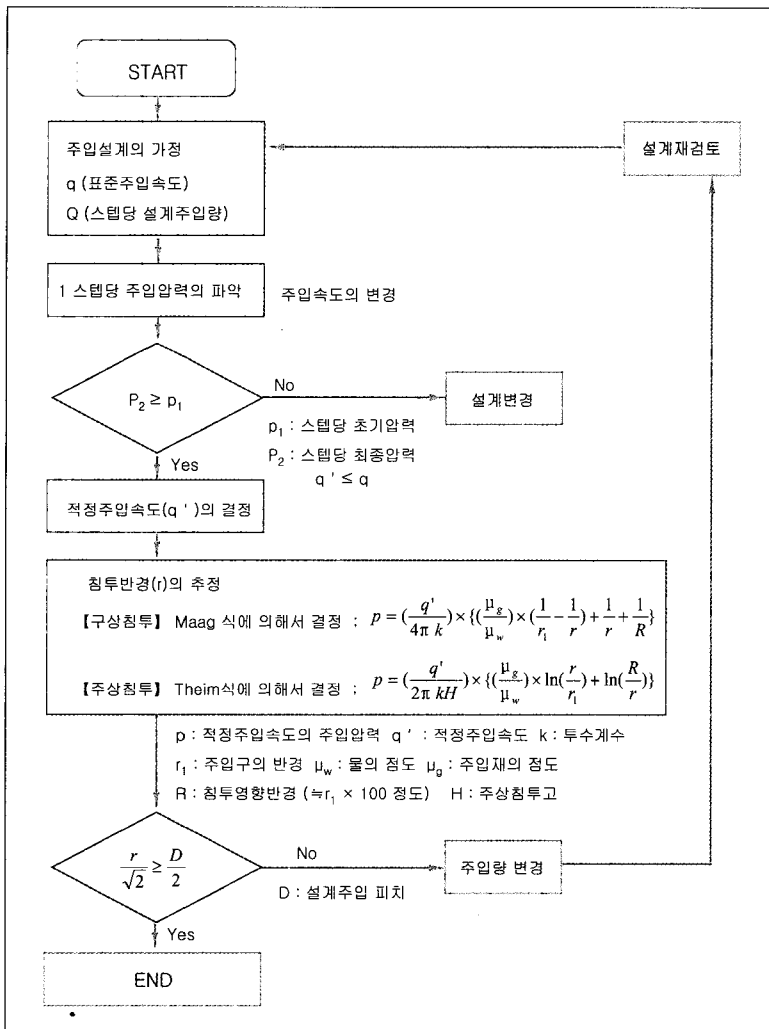 START
주입설계의 가정
q (표준주입속도)
Q (스텝당 설계주입량)
설계재검토
1 스텝당 주입압력의 파악
주입속도의 변경
P₂ ≥ p₁
No
설계변경
p₁ : 스텝당 초기압력
P₂ : 스텝당 최종압력
q ' ≤ q
Yes
적정주입속도(q ' )의 결정
침투반경(r)의 추정
【구상침투】 Maag 식에 의해서 결정 ; p = (q'/4π k) × {(μg/μw) × (1/r₁ - 1/r) + 1/r + 1/R}
【주상침투】 Theim식에 의해서 결정 ; p = (q'/2π kH) × {(μg/μw) × ln(r/r₁) + ln(R/r)}
p : 적정주입속도의 주입압력 q ' : 적정주입속도 k : 투수계수
r₁ : 주입구의 반경 μw : 물의 점도 μg : 주입재의 점도
R : 침투영향반경 (≒r₁ × 100 정도) H : 주상침투고
r/√2 ≥ D/2
No
주입량 변경
D : 설계주입 피치
Yes
END